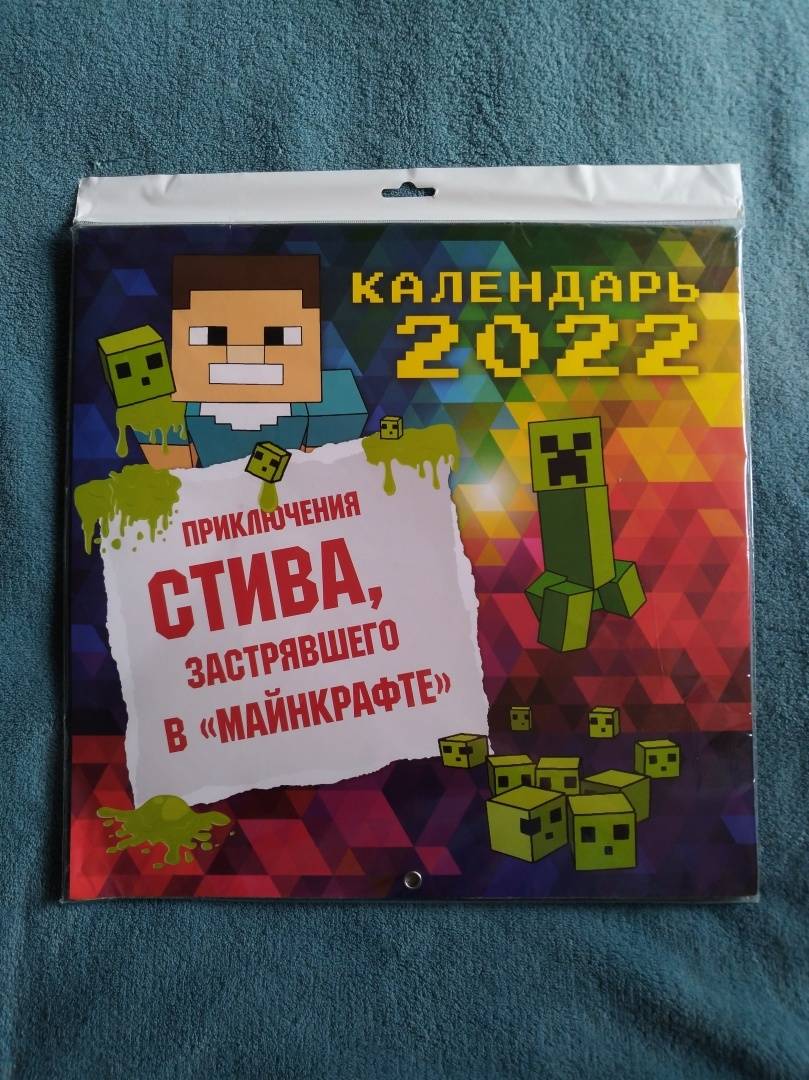 КАЛЕНДАРЬ
2022
ПРИКЛЮЧЕНИЯ
СТИВА,
ЗАСТРЯВШЕГО
В «МАЙНКРАФТЕ»